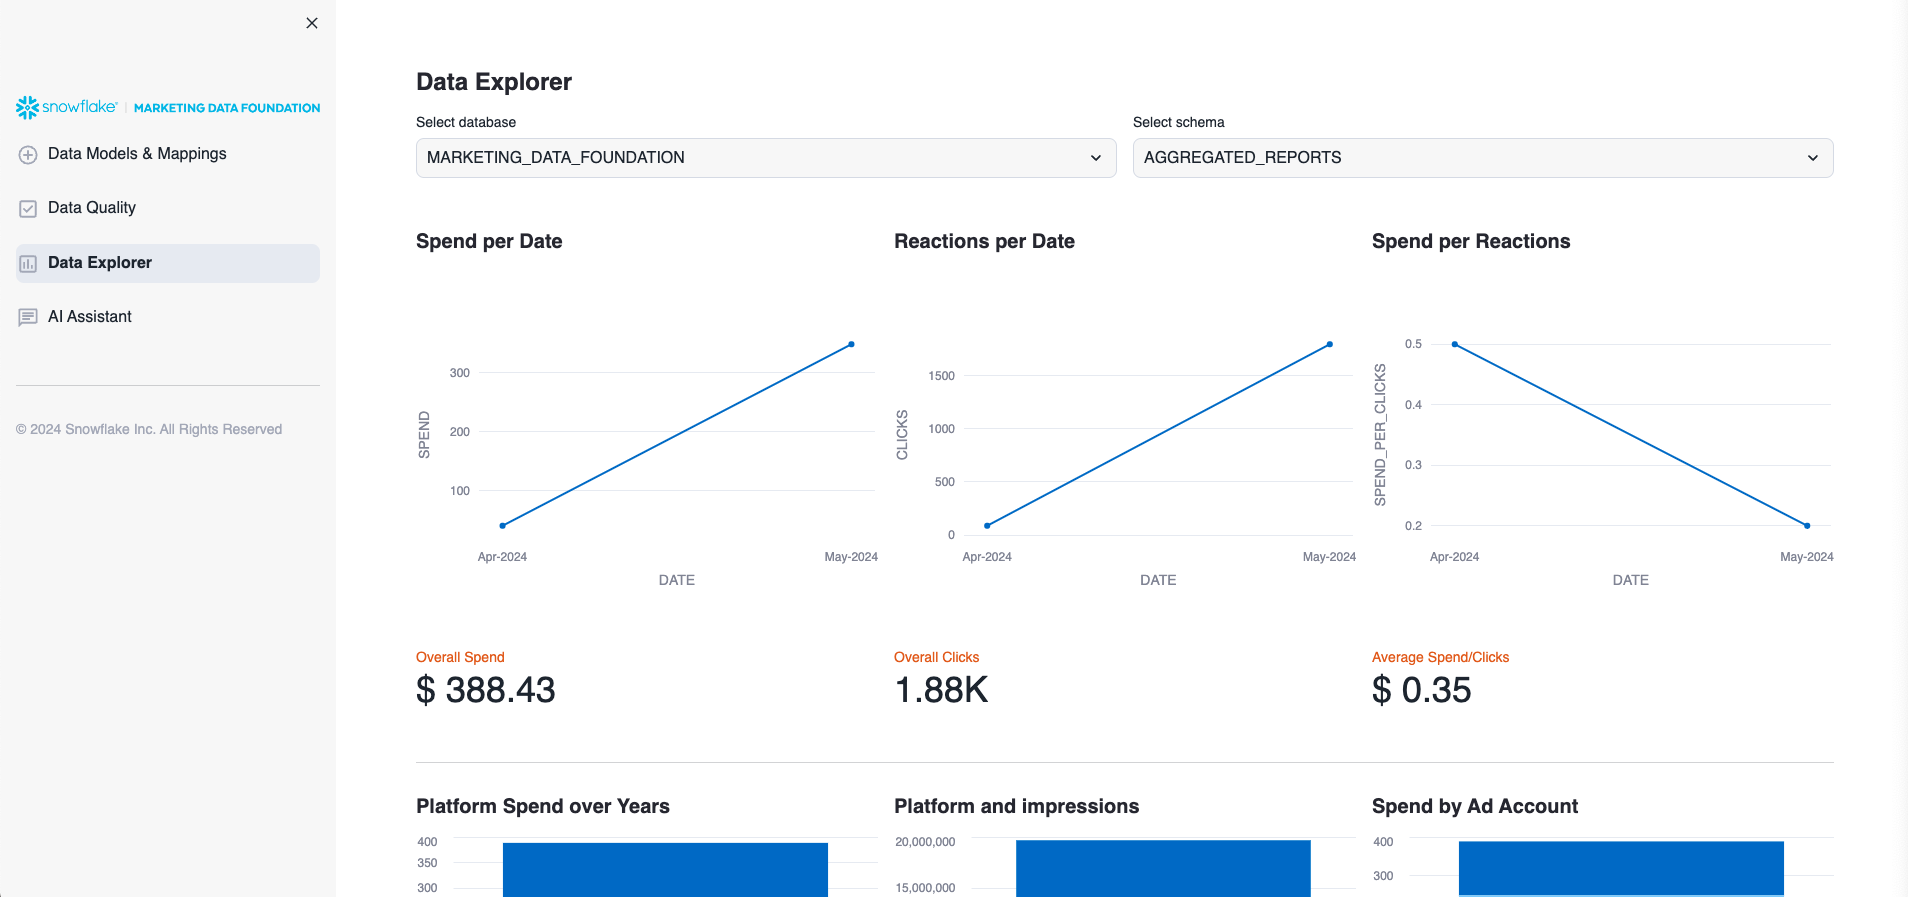 snowflake | MARKETING DATA FOUNDATION
Data Models & Mappings
Data Quality
Data Explorer
AI Assistant
© 2024 Snowflake Inc. All Rights Reserved
Data Explorer
Select database
MARKETING_DATA_FOUNDATION
Select schema
AGGREGATED_REPORTS
Spend per Date
300
200
100
SPEND
Apr-2024 May-2024
DATE
Reactions per Date
1500
1000
500
0
CLICKS
Apr-2024 May-2024
DATE
Spend per Reactions
0.5
0.4
0.3
0.2
SPEND_PER_CLICKS
Apr-2024 May-2024
DATE
Overall Spend
$ 388.43
Overall Clicks
1.88K
Average Spend/Clicks
$ 0.35
Platform Spend over Years
400
350
300
Platform and impressions
20,000,000
15,000,000
Spend by Ad Account
400
300